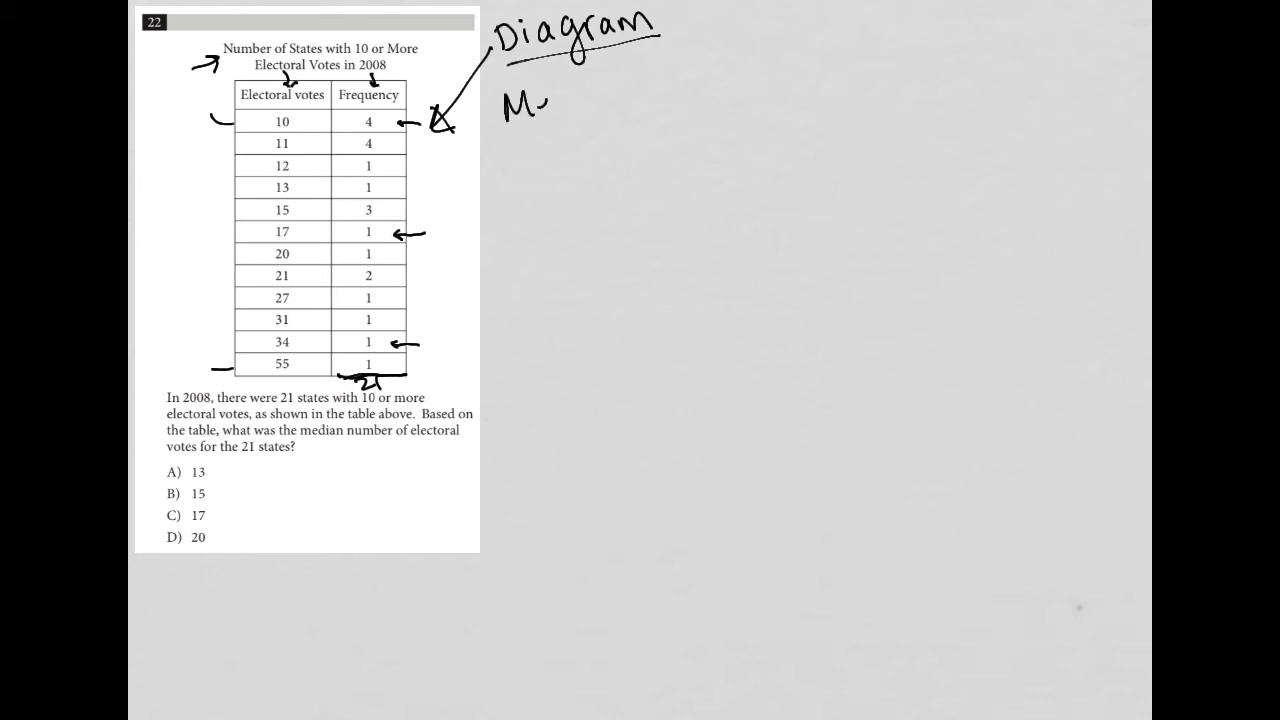 22
Diagram
Number of States with 10 or More
Electoral Votes in 2008
Electoral votes Frequency
10 4
11 4
12 1
13 1
15 3
17 1
20 1
21 2
27 1
31 1
34 1
55 1
21
M
In 2008, there were 21 states with 10 or more
electoral votes, as shown in the table above. Based on
the table, what was the median number of electoral
votes for the 21 states?
A) 13
B) 15
C) 17
D) 20